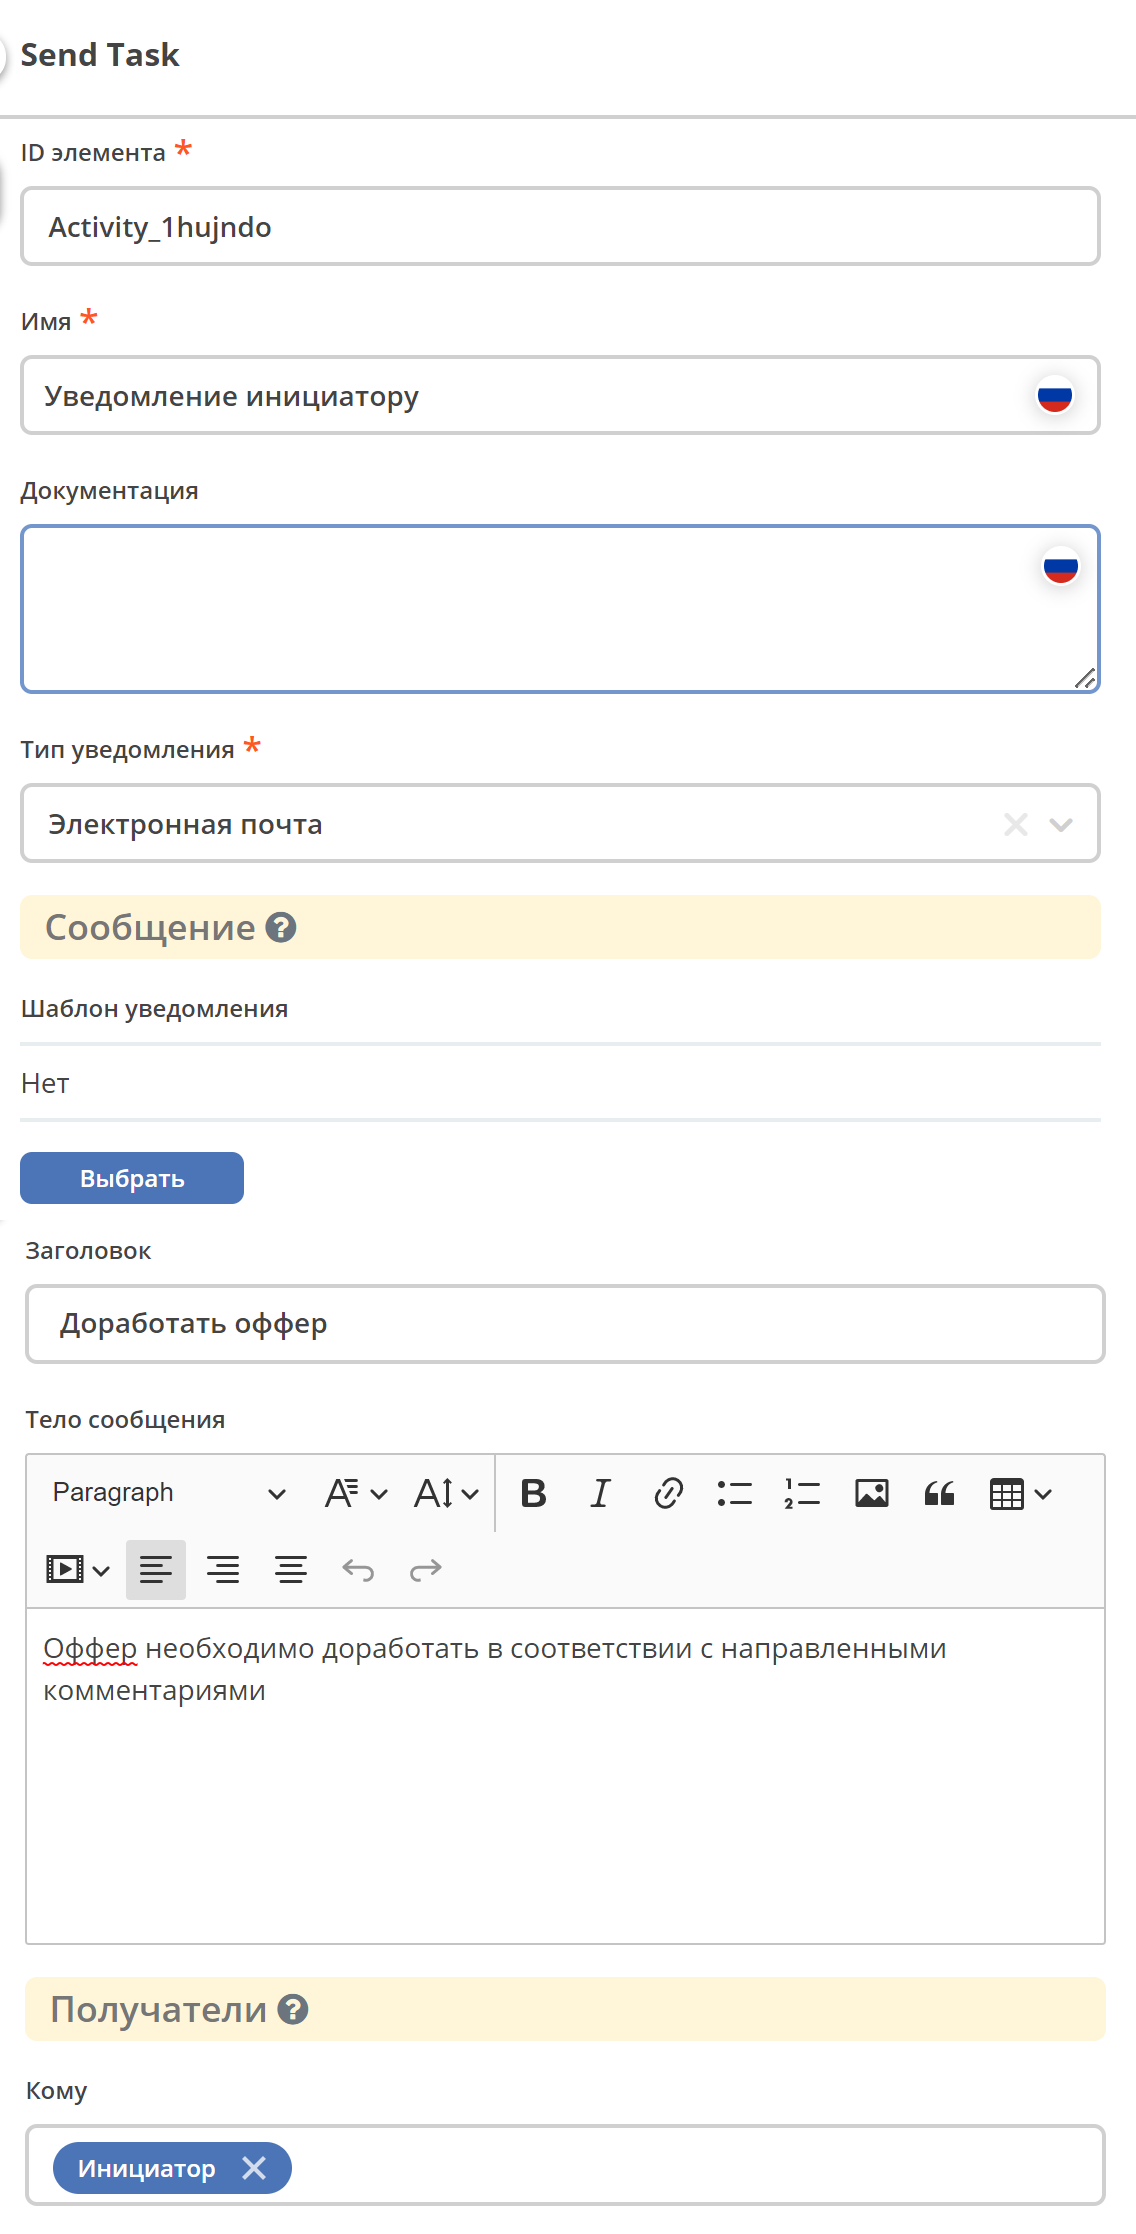 Send Task
ID элемента *
Activity_1hujndo
Имя *
Уведомление инициатору
Документация
Тип уведомления *
Электронная почта
Сообщение ?
Шаблон уведомления
Нет
Выбрать
Заголовок
Доработать оффер
Тело сообщения
Paragraph
Оффер необходимо доработать в соответствии с направленными
комментариями
Получатели ?
Кому
Инициатор